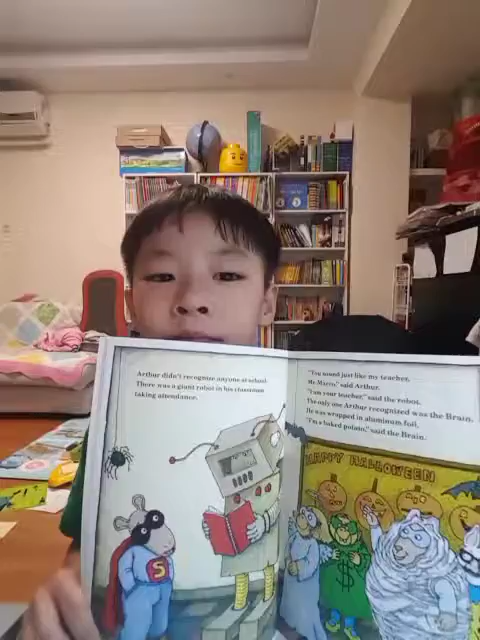 Arthur didn't recognize anyone at school.
There was a giant robot in his classroom
taking attendance.
"You sound just like my teacher,
Mr. Marco," said Arthur.
"I am your teacher," said the robot.
The only one Arthur recognized was the Brain.
He was wrapped in aluminum foil.
"I'm a baked potato," said the Brain.
HAPPY HALLOWEEN
S
$